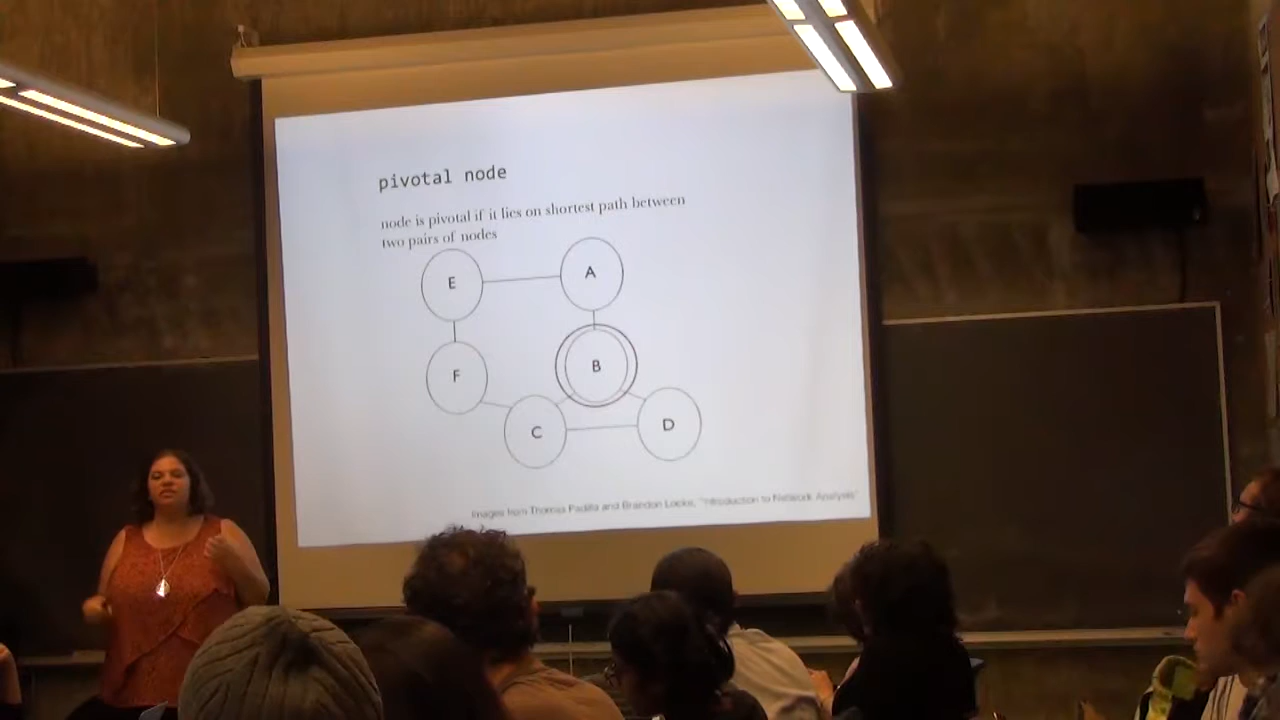 pivotal node
node is pivotal if it lies on shortest path between
two pairs of nodes
E
A
F
B
C
D
Images from Thomas Padilla and Brandon Locke, "Introduction to Network Analysis"